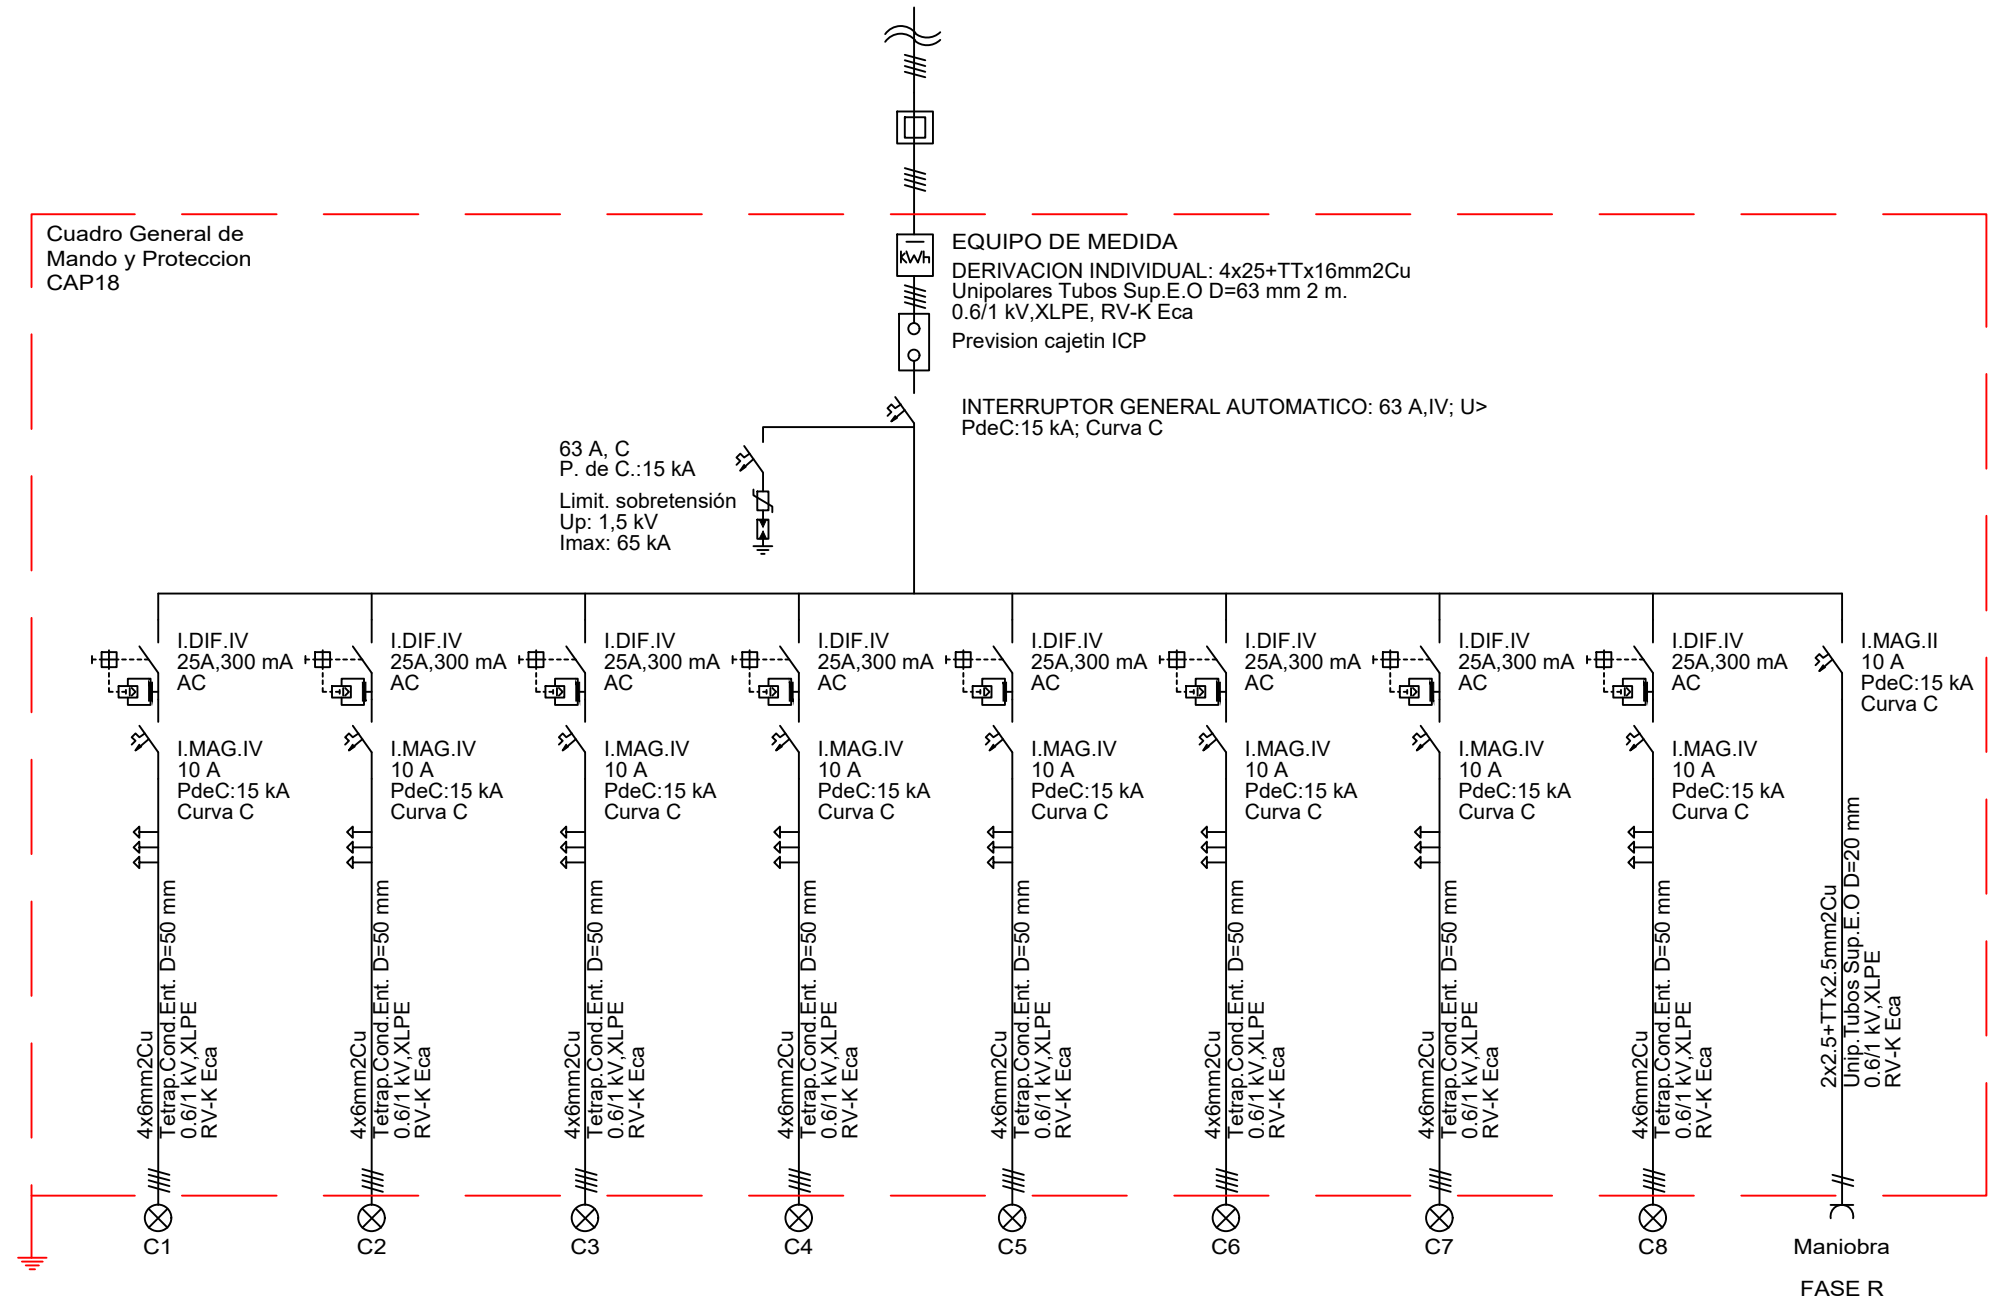 Cuadro General de
Mando y Proteccion
CAP18
KWh
EQUIPO DE MEDIDA
DERIVACION INDIVIDUAL: 4x25+TTx16mm2Cu
Unipolares Tubos Sup.E.O D=63 mm 2 m.
0.6/1 kV,XLPE, RV-K Eca
Prevision cajetin ICP
INTERRUPTOR GENERAL AUTOMATICO: 63 A,IV; U>
PdeC:15 kA; Curva C
63 A, C
P. de C.:15 kA
Limit. sobretensión
Up: 1,5 kV
Imax: 65 kA
I.DIF.IV
25A,300 mA
AC
I.MAG.IV
10 A
PdeC:15 kA
Curva C
4x6mm2Cu
Tetrap.Cond.Ent. D=50 mm
0.6/1 kV,XLPE
RV-K Eca
C1
I.DIF.IV
25A,300 mA
AC
I.MAG.IV
10 A
PdeC:15 kA
Curva C
4x6mm2Cu
Tetrap.Cond.Ent. D=50 mm
0.6/1 kV,XLPE
RV-K Eca
C2
I.DIF.IV
25A,300 mA
AC
I.MAG.IV
10 A
PdeC:15 kA
Curva C
4x6mm2Cu
Tetrap.Cond.Ent. D=50 mm
0.6/1 kV,XLPE
RV-K Eca
C3
I.DIF.IV
25A,300 mA
AC
I.MAG.IV
10 A
PdeC:15 kA
Curva C
4x6mm2Cu
Tetrap.Cond.Ent. D=50 mm
0.6/1 kV,XLPE
RV-K Eca
C4
I.DIF.IV
25A,300 mA
AC
I.MAG.IV
10 A
PdeC:15 kA
Curva C
4x6mm2Cu
Tetrap.Cond.Ent. D=50 mm
0.6/1 kV,XLPE
RV-K Eca
C5
I.DIF.IV
25A,300 mA
AC
I.MAG.IV
10 A
PdeC:15 kA
Curva C
4x6mm2Cu
Tetrap.Cond.Ent. D=50 mm
0.6/1 kV,XLPE
RV-K Eca
C6
I.DIF.IV
25A,300 mA
AC
I.MAG.IV
10 A
PdeC:15 kA
Curva C
4x6mm2Cu
Tetrap.Cond.Ent. D=50 mm
0.6/1 kV,XLPE
RV-K Eca
C7
I.DIF.IV
25A,300 mA
AC
I.MAG.IV
10 A
PdeC:15 kA
Curva C
4x6mm2Cu
Tetrap.Cond.Ent. D=50 mm
0.6/1 kV,XLPE
RV-K Eca
C8
I.MAG.II
10 A
PdeC:15 kA
Curva C
2x2.5+TTx2.5mm2Cu
Unip.Tubos Sup.E.O D=20 mm
0.6/1 kV,XLPE
RV-K Eca
Maniobra
FASE R